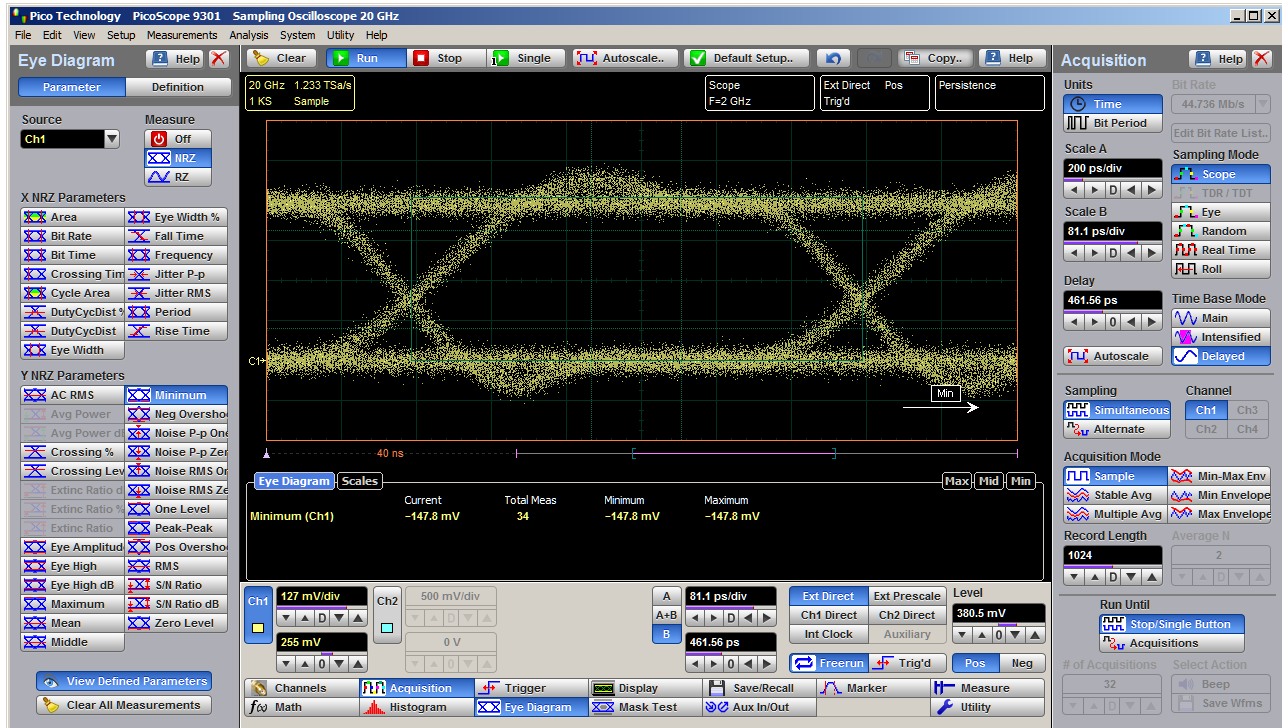 Pico Technology PicoScope 9301 Sampling Oscilloscope 20 GHz
File Edit View Setup Measurements Analysis System Utility Help
Eye Diagram Help
Parameter Definition
Source Measure
Ch1 Off
NRZ
RZ
X NRZ Parameters
Area Eye Width %
Bit Rate Fall Time
Bit Time Frequency
Crossing Tim Jitter P-p
Cycle Area Jitter RMS
DutyCycDist % Period
DutyCycDist Rise Time
Eye Width
Y NRZ Parameters
AC RMS Minimum
Avg Power Neg Oversho
Avg Power dB Noise P-p One
Crossing % Noise P-p Zer
Crossing Lev Noise RMS On
Extinc Ratio d Noise RMS Ze
Extinc Ratio % One Level
Extinc Ratio Peak-Peak
Eye Amplitud Pos Oversho
Eye High RMS
Eye High dB S/N Ratio
Maximum S/N Ratio dB
Mean Zero Level
Middle
View Defined Parameters
Clear All Measurements
Clear Run Stop Single Autoscale.. Default Setup.. Copy.. Help
20 GHz 1.233 TSa/s
1 KS Sample
Scope
F=2 GHz
Ext Direct Pos
Trig'd
Persistence
Ch1
Min
40 ns
Eye Diagram Scales Max Mid Min
Current Total Meas Minimum Maximum
Minimum (Ch1) −147.8 mV 34 −147.8 mV −147.8 mV
Ch1 127 mV/div Ch2 500 mV/div
D D
255 mV 0 V
0 0
A 81.1 ps/div
A+B D
B 461.56 ps
0
Ext Direct Ext Prescale
Ch1 Direct Ch2 Direct
Int Clock Auxiliary
Freerun Trig'd
Level
380.5 mV
0
Pos Neg
Channels Acquisition Trigger Display Save/Recall Marker Measure
f(x) Math Histogram Eye Diagram Mask Test Aux In/Out Utility
Acquisition Help
Units Bit Rate
Time 44.736 Mb/s
Bit Period Edit Bit Rate List..
Scale A Sampling Mode
200 ps/div Scope
D TDR / TDT
Scale B Eye
81.1 ps/div Random
D Real Time
Roll
Delay Time Base Mode
461.56 ps Main
0 Intensified
Autoscale Delayed
Sampling Channel
Simultaneous Ch1 Ch3
Alternate Ch2 Ch4
Acquisition Mode
Sample Min-Max Env
Stable Avg Min Envelope
Multiple Avg Max Envelope
Record Length Average N
1024 2
D D
Run Until
Stop/Single Button
Acquisitions
# of Acquisitions Select Action
32 Beep
D Save Wfms